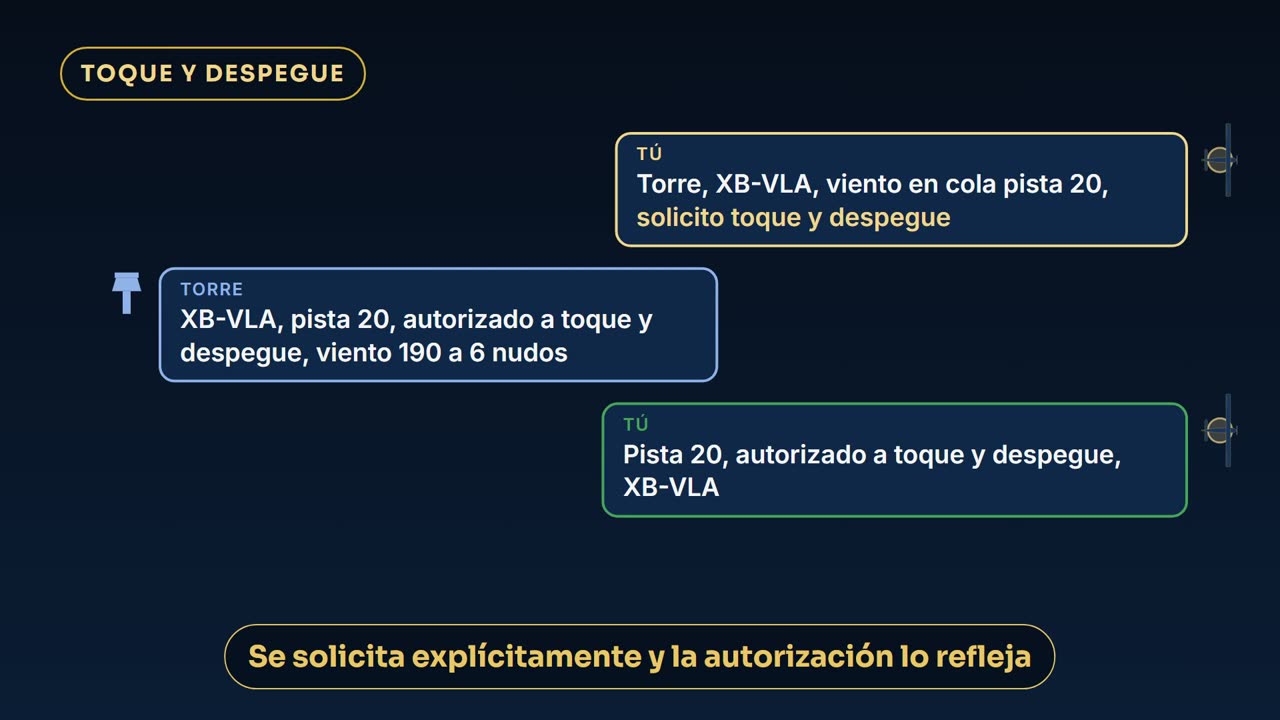 TOQUE Y DESPEGUE
TÚ
Torre, XB-VLA, viento en cola pista 20,
solicito toque y despegue
TORRE
XB-VLA, pista 20, autorizado a toque y
despegue, viento 190 a 6 nudos
TÚ
Pista 20, autorizado a toque y despegue,
XB-VLA
Se solicita explícitamente y la autorización lo refleja